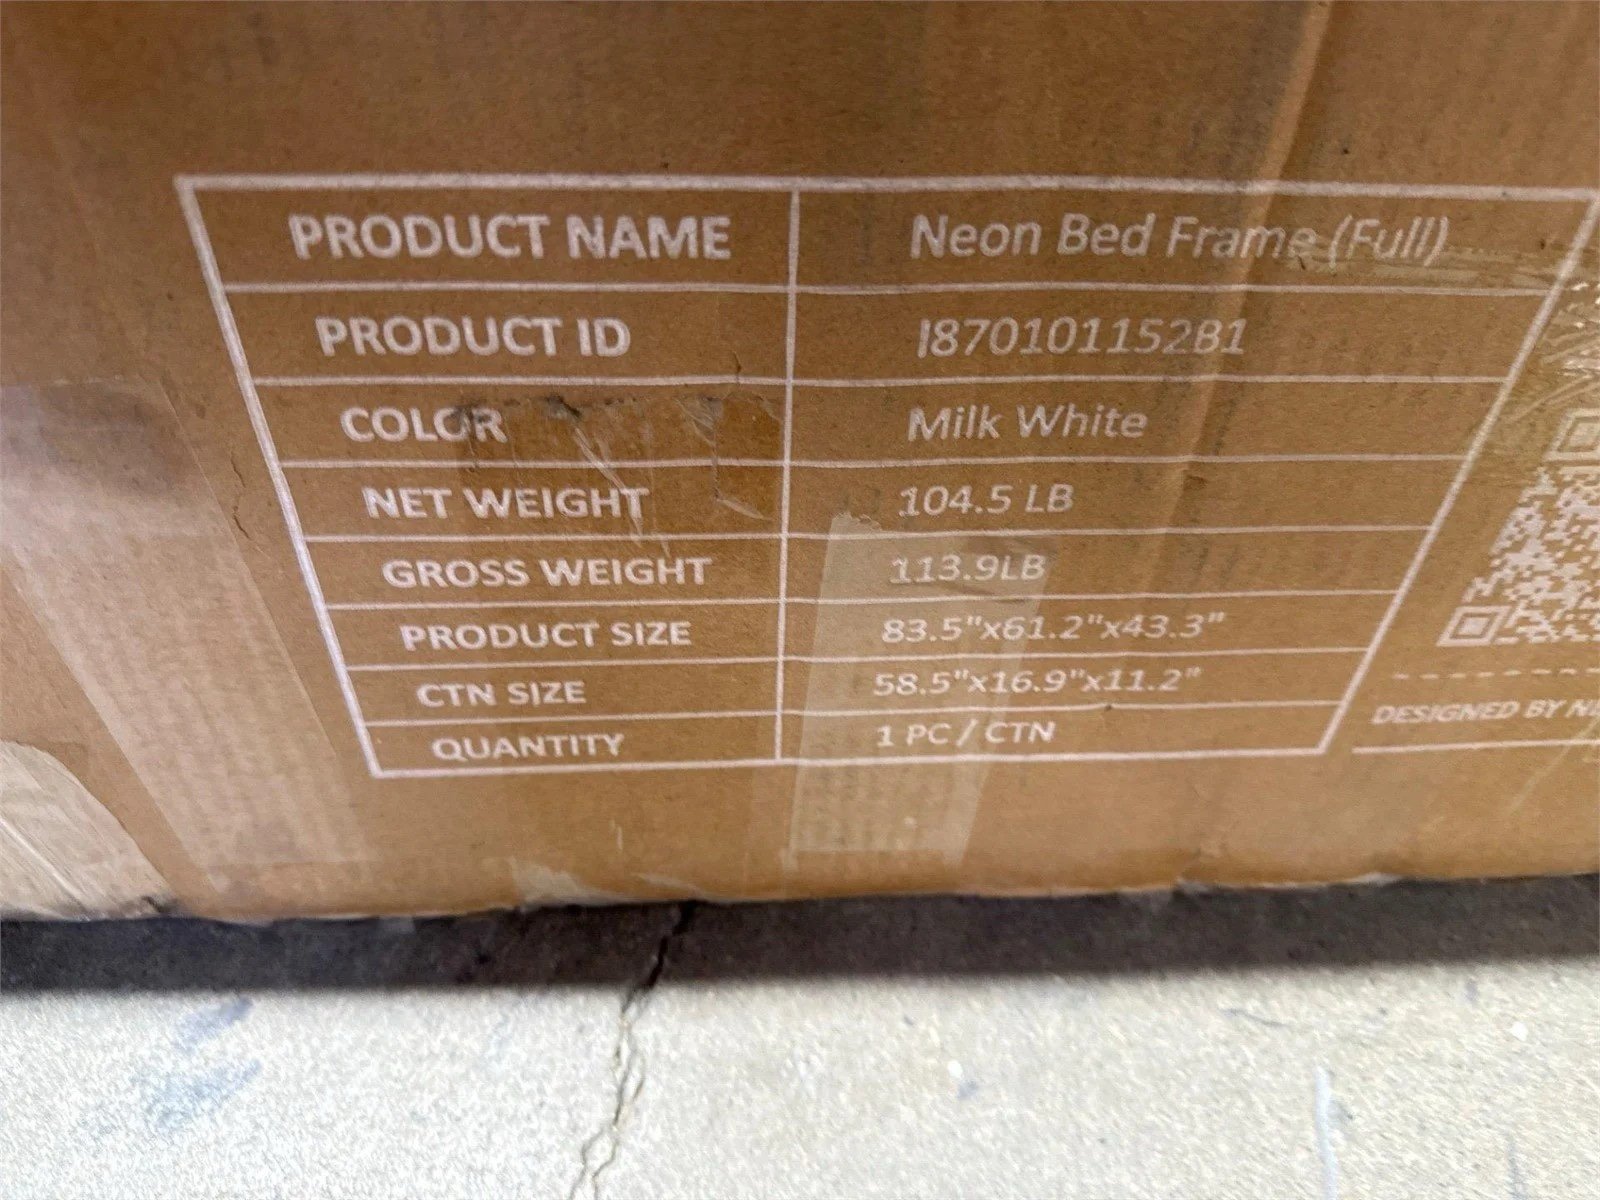 PRODUCT NAME Neon Bed Frame (Full)
PRODUCT ID I870101152B1
COLOR Milk White
NET WEIGHT 104.5 LB
GROSS WEIGHT 113.9LB
PRODUCT SIZE 83.5"x61.2"x43.3"
CTN SIZE 58.5"x16.9"x11.2"
QUANTITY 1 PC / CTN
DESIGNED BY